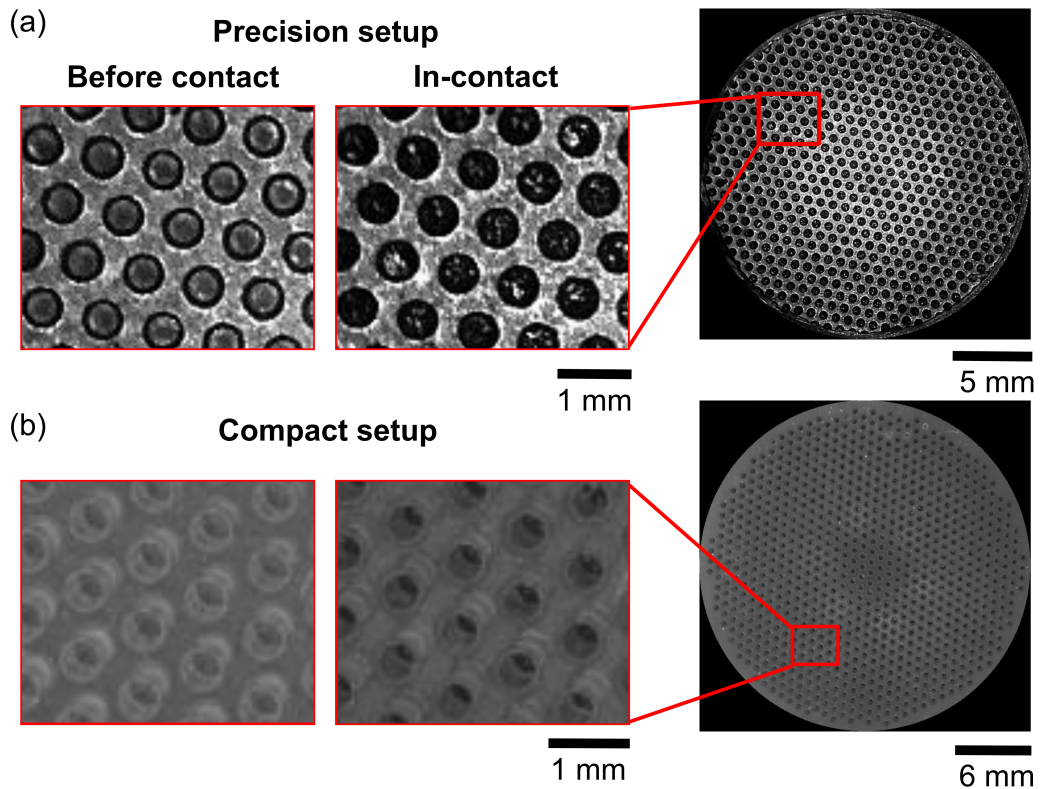 (a)
Precision setup
Before contact
In-contact
1 mm
5 mm
(b)
Compact setup
1 mm
6 mm